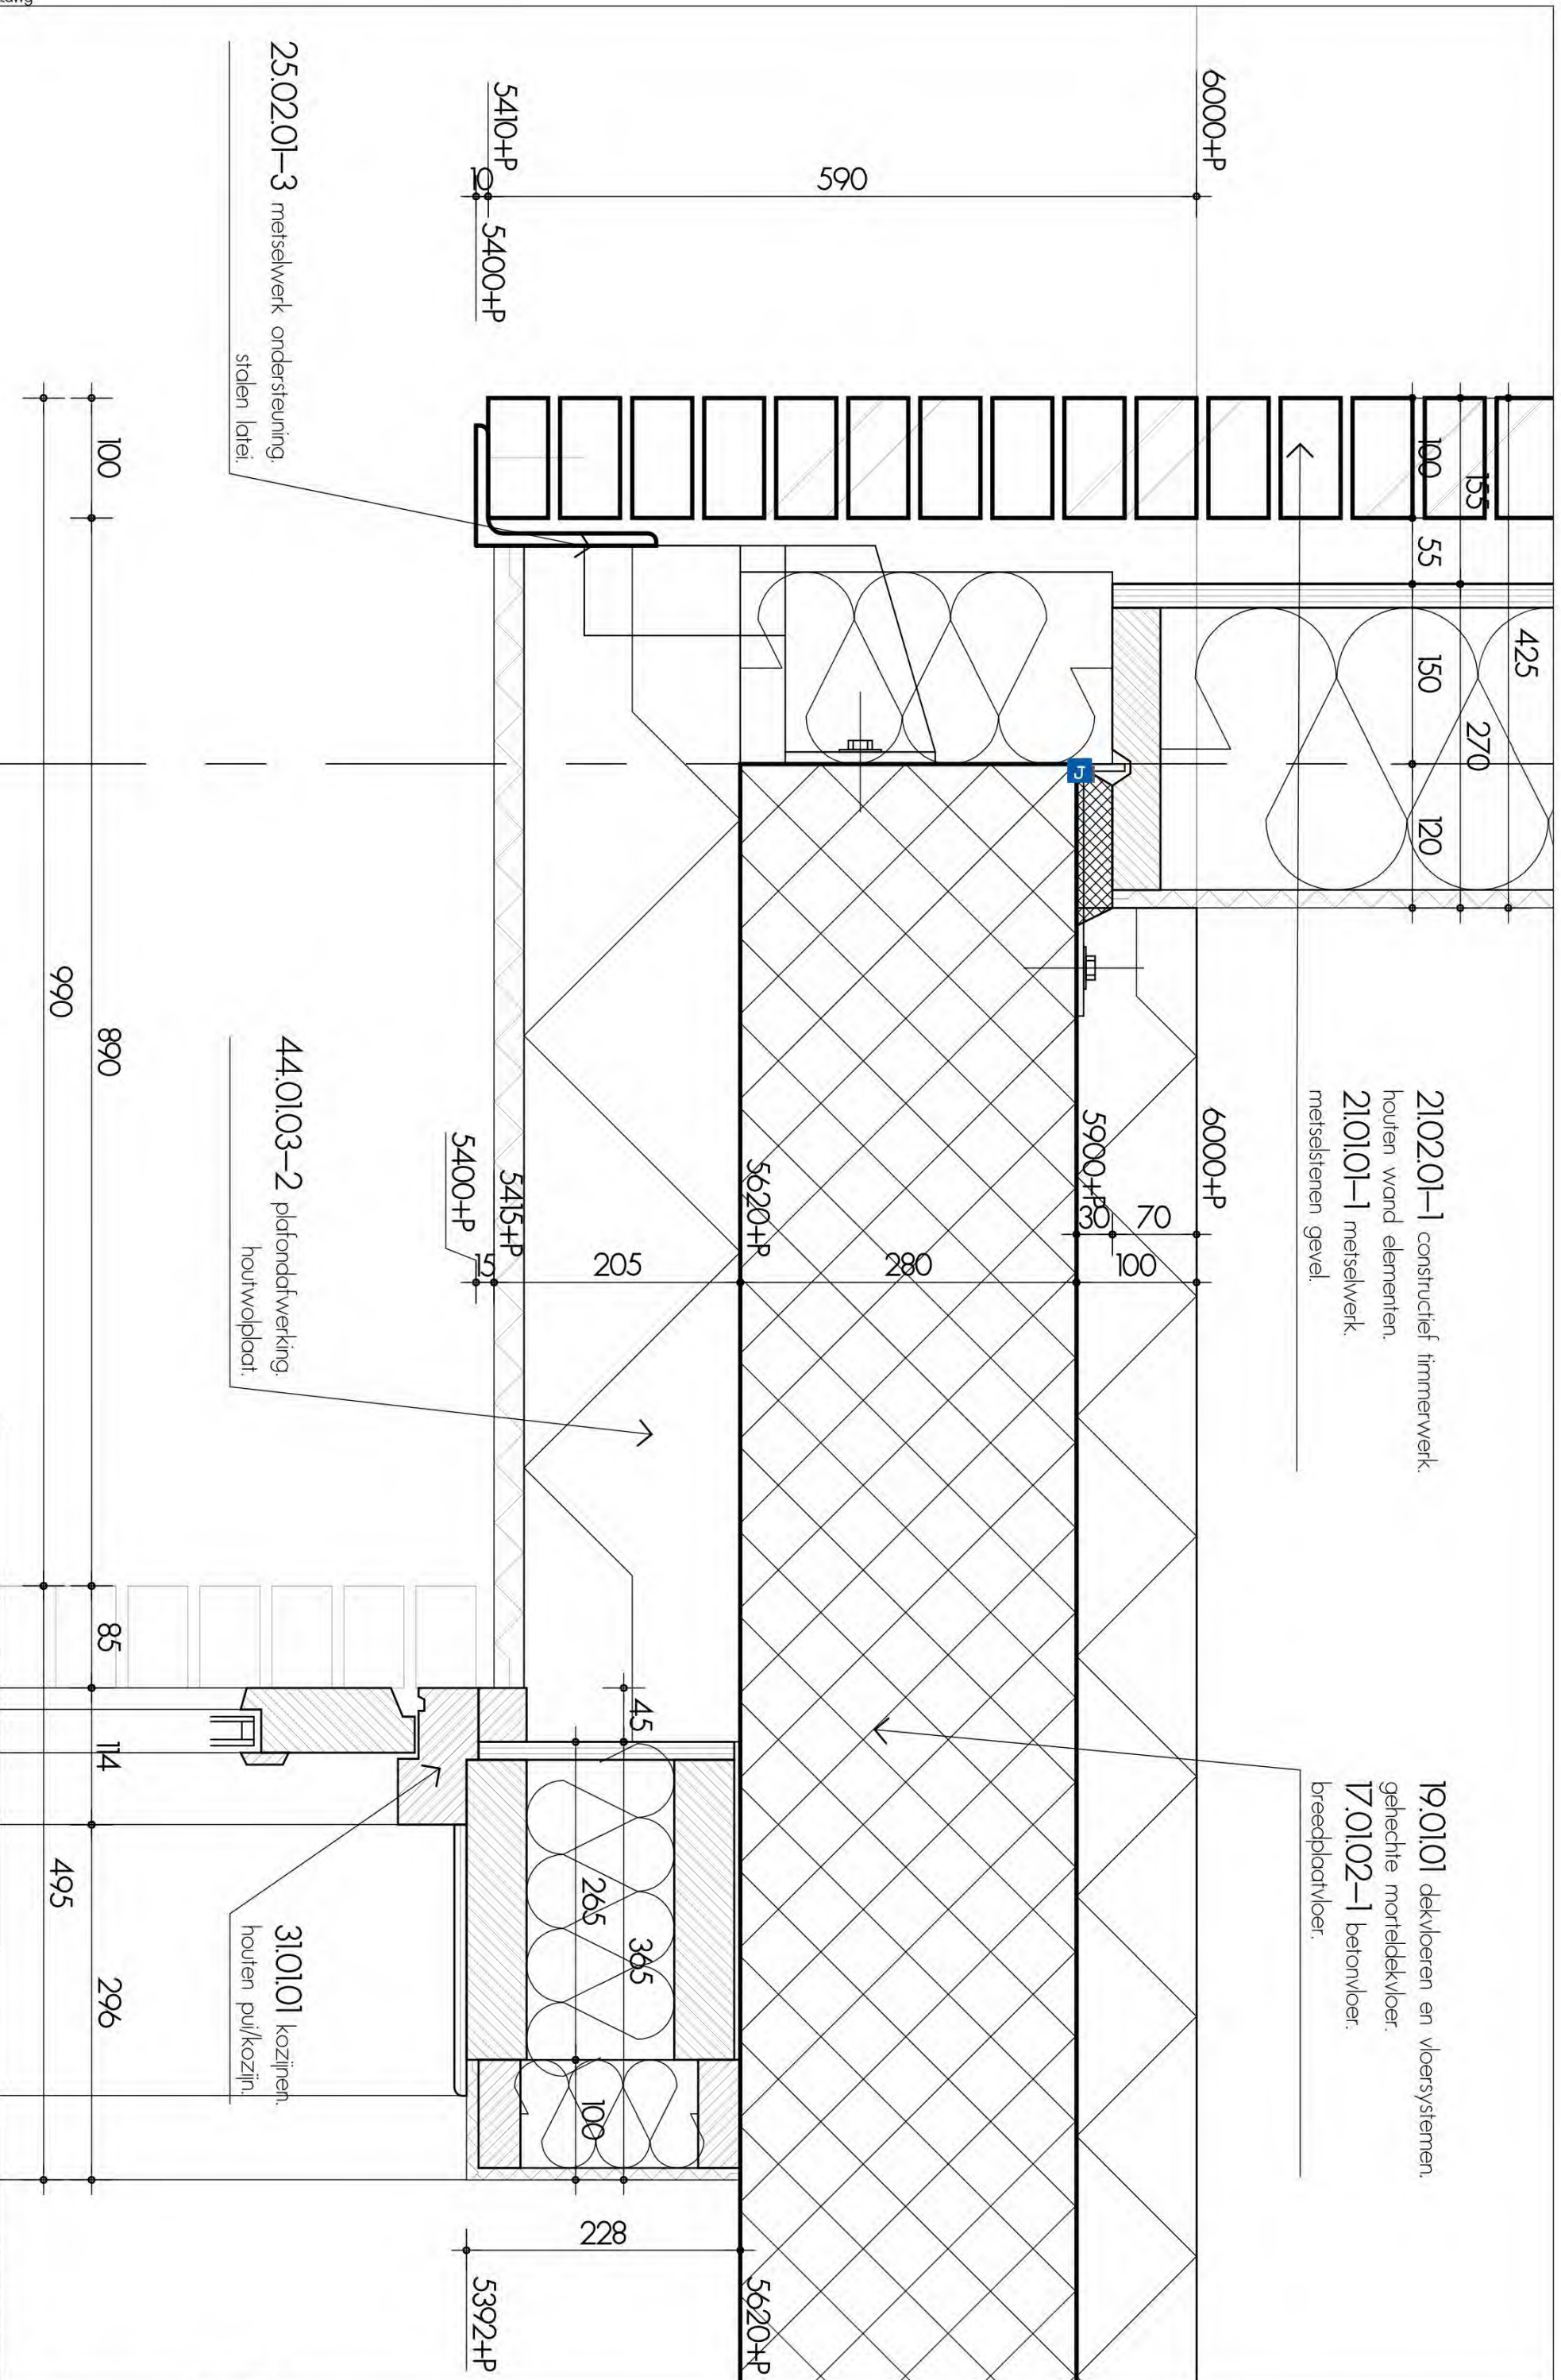 6000+P
590
5410+P
10
5400+P
25.02.01–3 metselwerk ondersteuning.
stalen latei.
100
55
150
120
155
270
425
J
21.02.01–1 constructief timmerwerk.
houten wand elementen.
21.01.01–1 metselwerk.
metselstenen gevel.
6000+P
5900+P
30
70
100
280
5620+P
205
5415+P
15
5400+P
44.01.03–2 plafondafwerking.
houtwolplaat.
19.01.01 dekvloeren en vloersystemen.
gehechte morteldekvloer.
17.01.02–1 betonvloer.
breedplaatvloer.
45
365
265
100
31.01.01 kozijnen.
houten pui/kozijn.
228
5620+P
5392+P
100
890
85
114
296
990
495